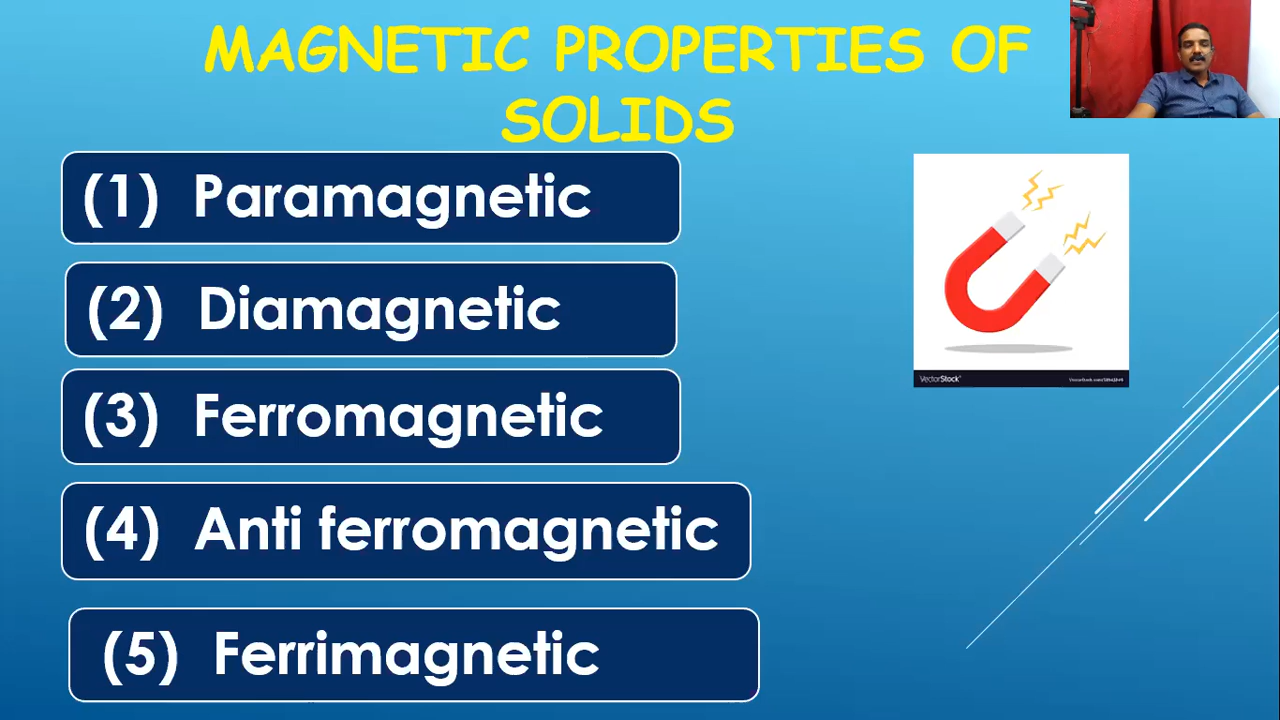 MAGNETIC PROPERTIES OF
SOLIDS
(1) Paramagnetic
(2) Diamagnetic
(3) Ferromagnetic
(4) Anti ferromagnetic
(5) Ferrimagnetic
VectorStock®